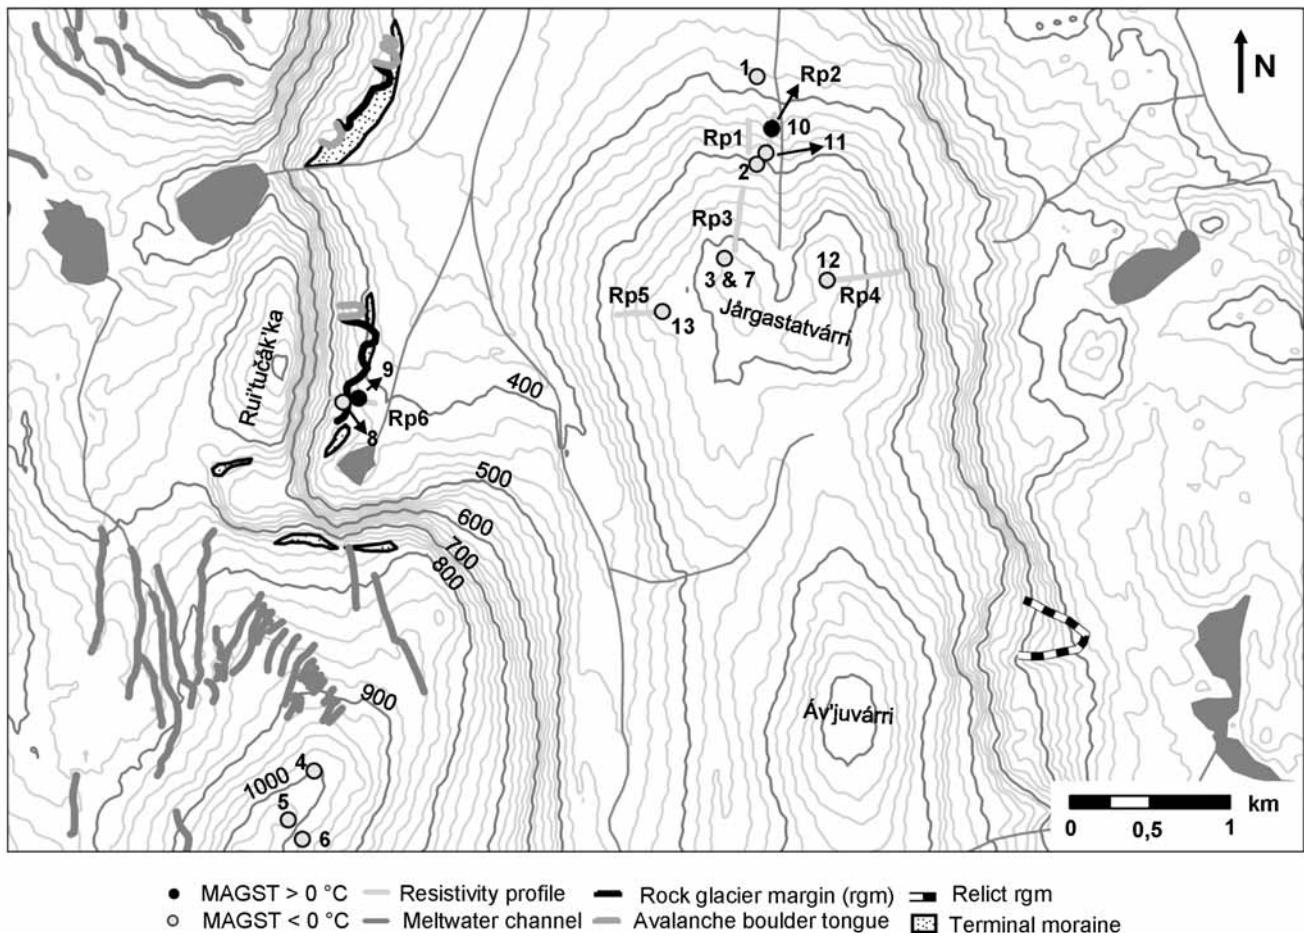 N
1
Rp2
Rp1
10
11
2
Rp3
12
3 & 7
Rp4
Rp5
13
Járgastatvárri
Rui'tučák'ka
9
400
Rp6
8
500
600
700
800
900
Áv'juvárri
1000
4
5
6
km
0
0,5
1
MAGST > 0 °C
Resistivity profile
Rock glacier margin (rgm)
Relict rgm
MAGST < 0 °C
Meltwater channel
Avalanche boulder tongue
Terminal moraine